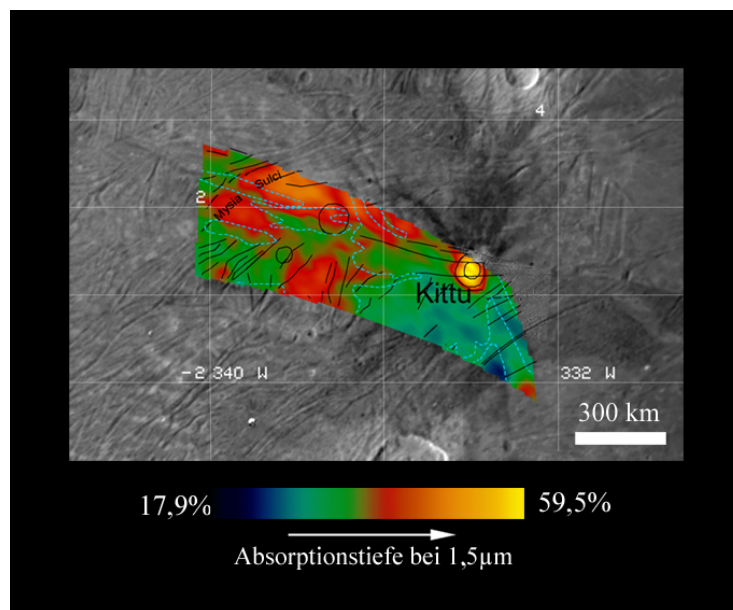 4
Mysia Sulci
2
Kittu
-2 340 W
332 W
300 km
17,9%
59,5%
Absorptionstiefe bei 1,5µm